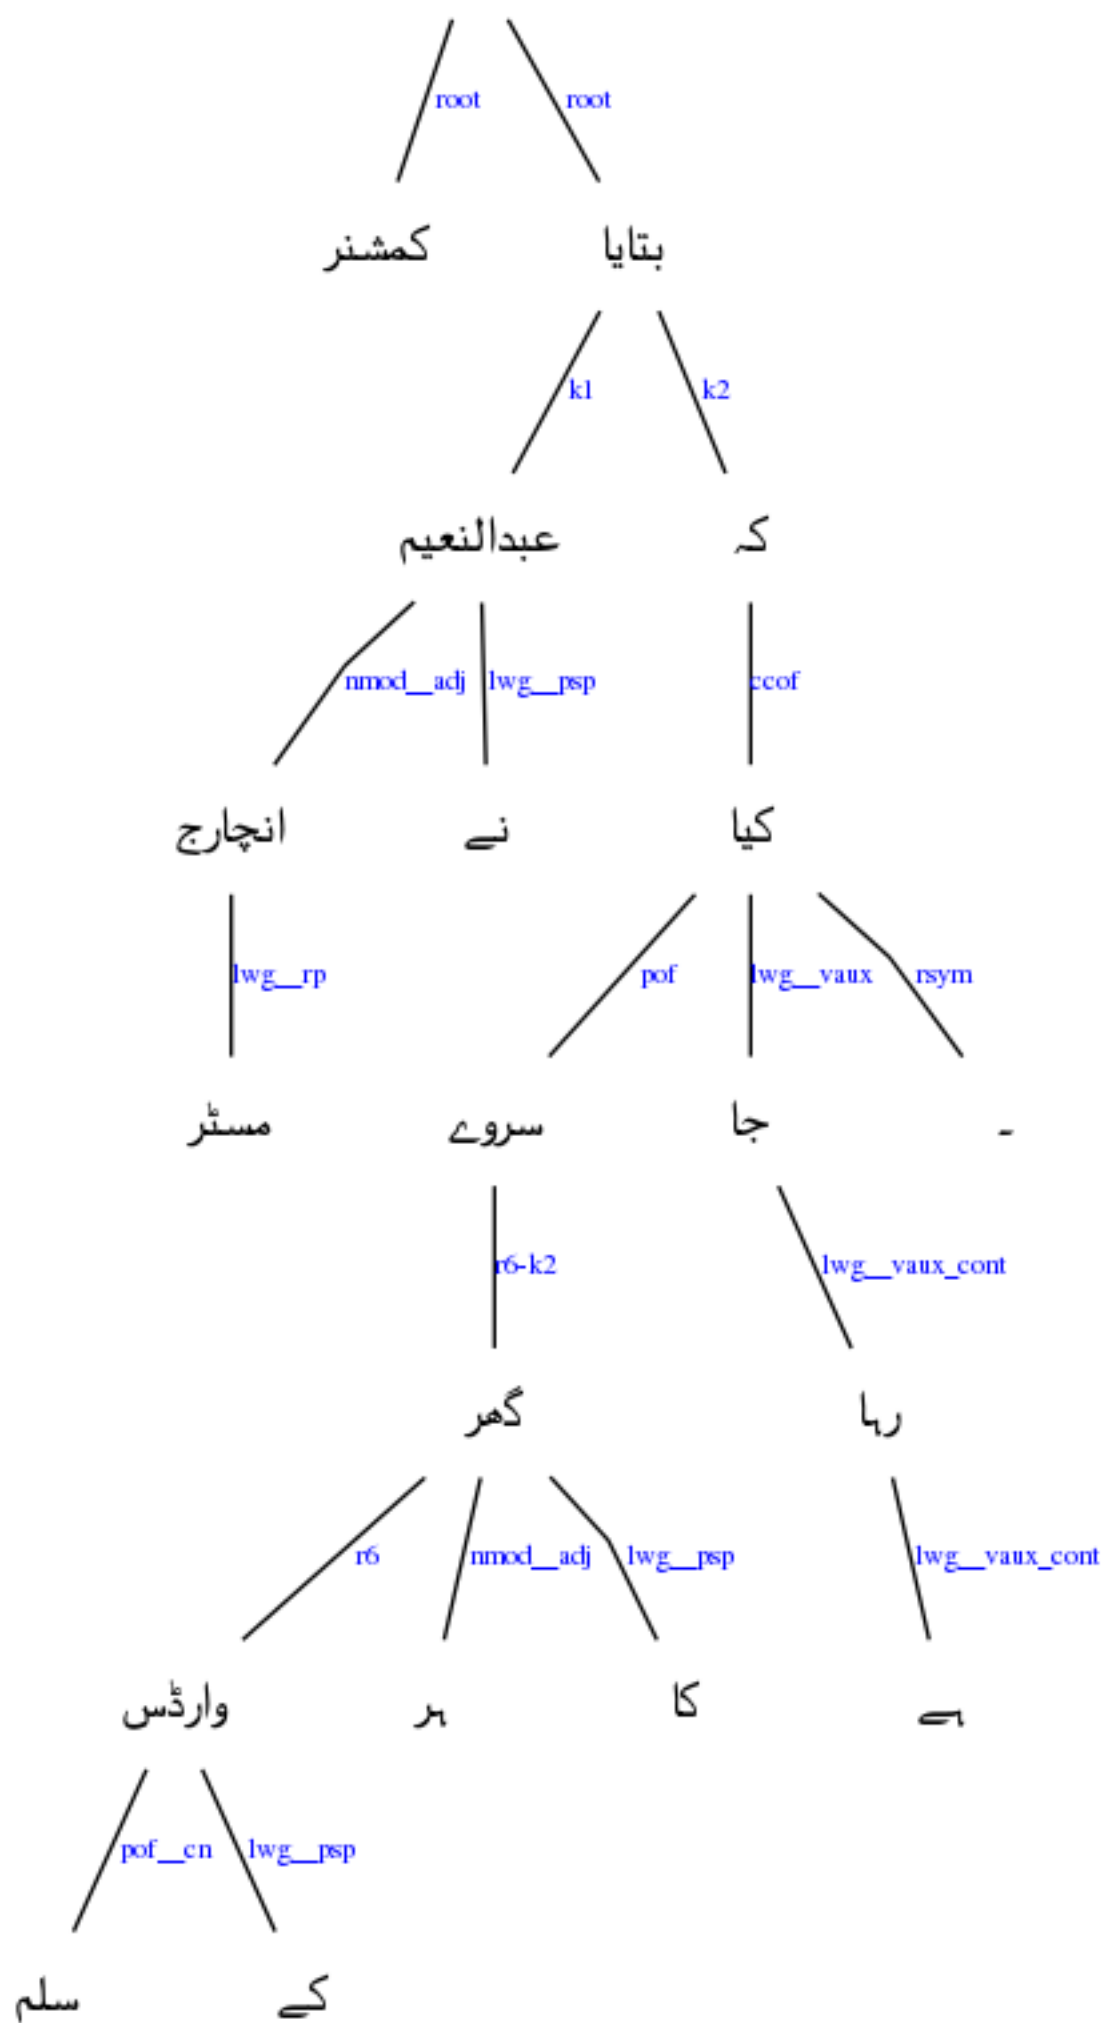 root root
کمشنر بتایا
k1 k2
عبدالنعیم کہ
nmod__adj lwg__psp ccof
انچارج نے کیا
lwg__rp pof lwg__vaux rsym
مسٹر سروے جا ۔
r6-k2 lwg__vaux_cont
گھر رہا
r6 nmod__adj lwg__psp lwg__vaux_cont
وارڈس ہر کا ہے
pof__cn lwg__psp
سلم کے